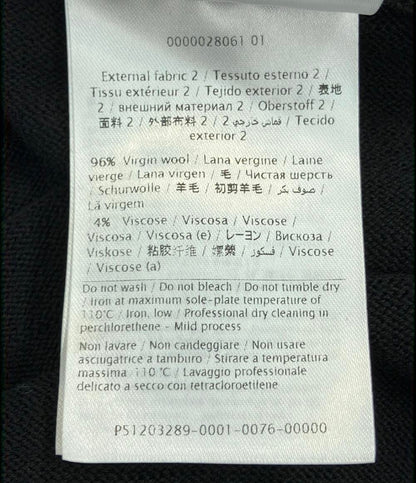 0000028061 01
External fabric 2 / Tessuto esterno 2 /
Tissu extérieur 2 / Tejido exterior 2 / 表地
2 / внешний материал 2 / Oberstoff 2 /
面料 2 / 外部布料 2 / قماش خارجي 2 / Tecido
exterior 2
96% Virgin wool / Lana vergine / Laine
vierge / Lana virgen / 毛 / Чистая шерсть
/ Schurwolle / 羊毛 / 初剪羊毛 / صوف بكر /
Lã virgem
4% Viscose / Viscosa / Viscose /
Viscosa / Viscosa (e) / レーヨン / Вискоза /
Viskose / 粘胶纤维 / 嫘縈 / فسكوز / Viscose
/ Viscose (a)
Do not wash / Do not bleach / Do not tumble dry
/ Iron at maximum sole-plate temperature of
110°C / Iron, low / Professional dry cleaning in
perchlorethene - Mild process
Non lavare / Non candeggiare / Non usare
asciugatrice a tamburo / Stirare a temperatura
massima 110°C / Lavaggio professionale
delicato a secco con tetracloroetilene
P51203289-0001-0076-00000